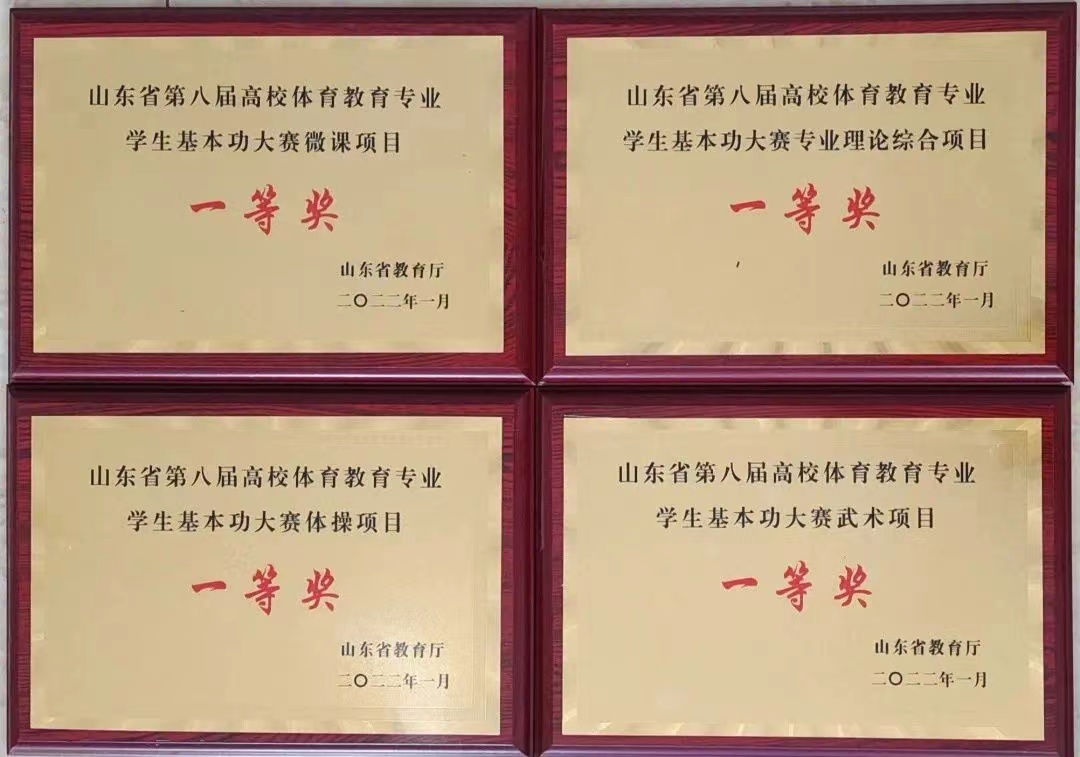 山东省第八届高校体育教育专业
学生基本功大赛微课项目
一等奖
山东省教育厅
二〇二二年一月
山东省第八届高校体育教育专业
学生基本功大赛专业理论综合项目
一等奖
山东省教育厅
二〇二二年一月
山东省第八届高校体育教育专业
学生基本功大赛体操项目
一等奖
山东省教育厅
二〇二二年一月
山东省第八届高校体育教育专业
学生基本功大赛武术项目
一等奖
山东省教育厅
二〇二二年一月